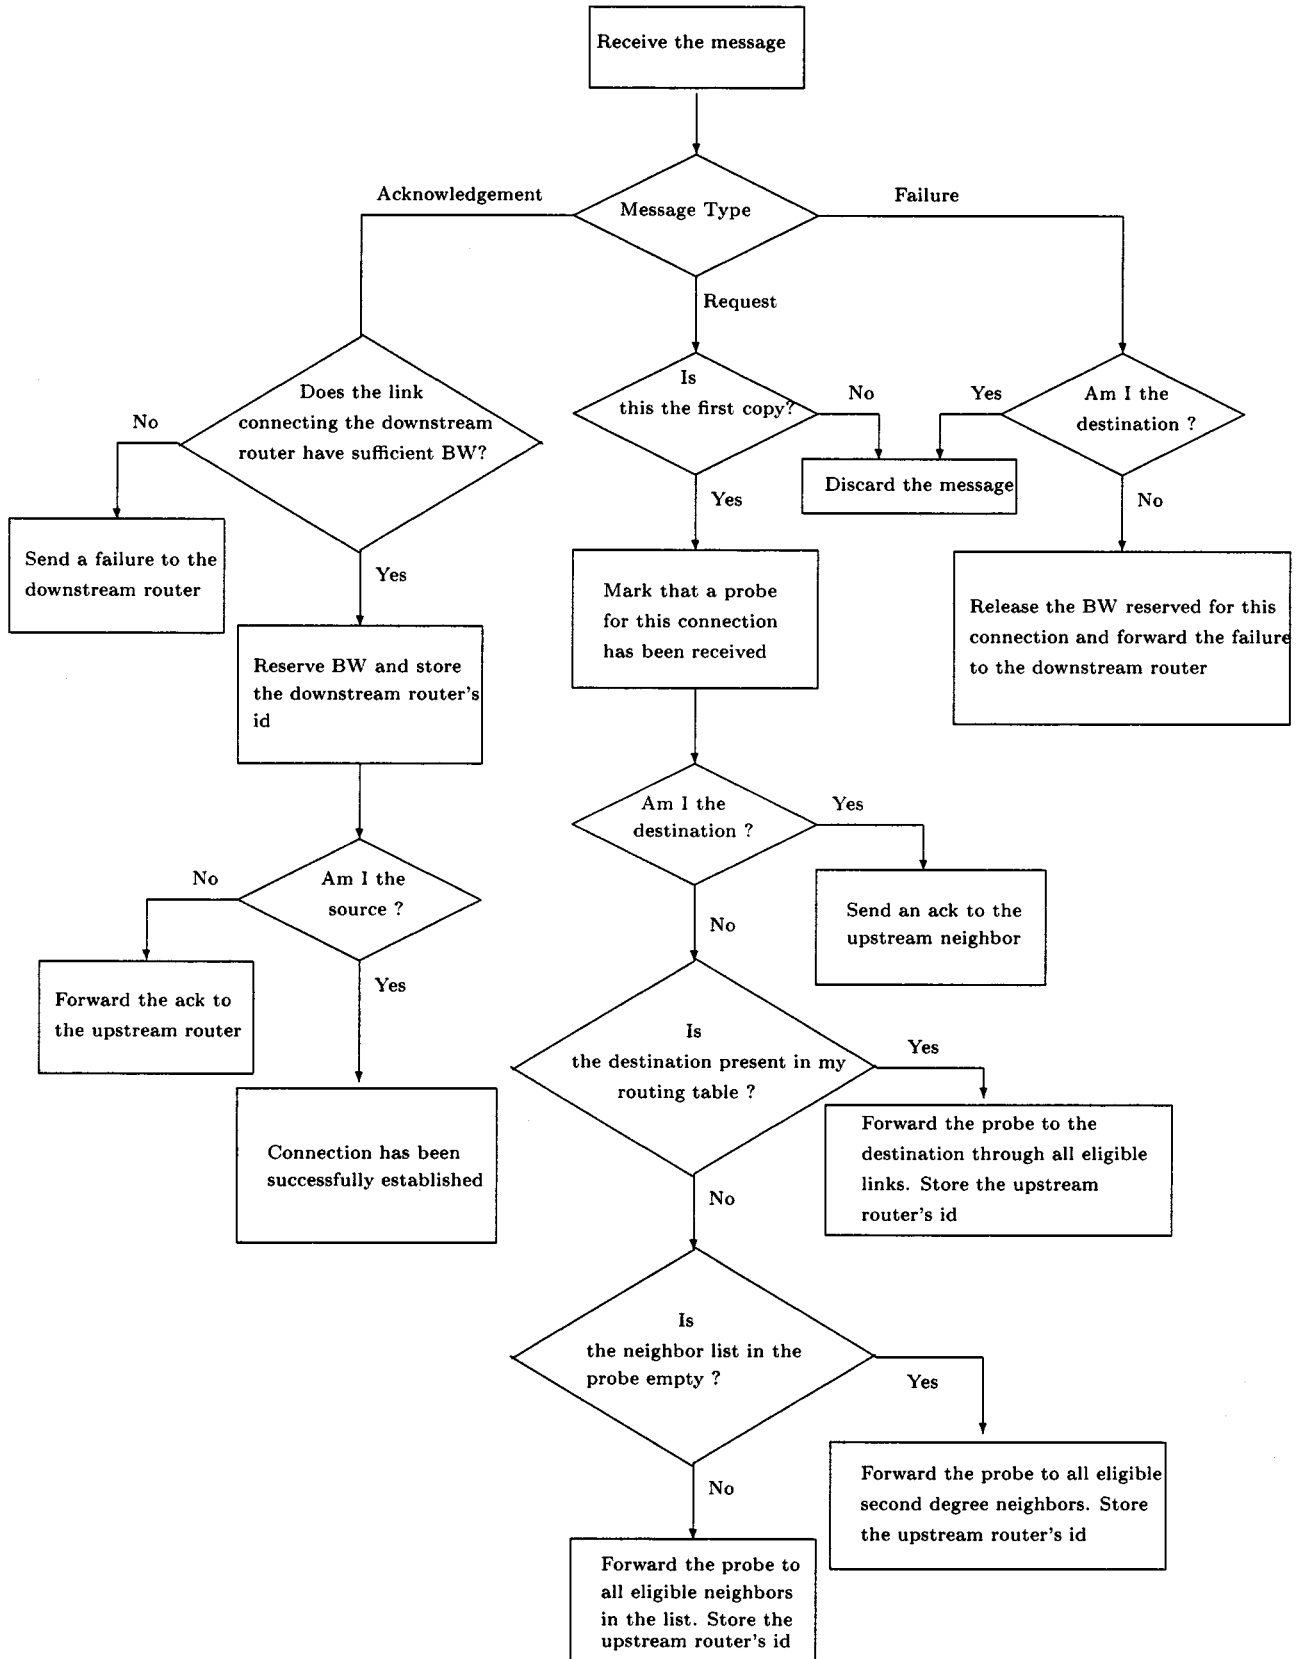 Receive the message
Message Type
Acknowledgement
Failure
Request
Does the link
connecting the downstream
router have sufficient BW?
No
Yes
Send a failure to the
downstream router
Reserve BW and store
the downstream router's
id
Am I the
source ?
No
Yes
Forward the ack to
the upstream router
Connection has been
successfully established
Is
this the first copy?
No
Yes
Discard the message
Am I the
destination ?
Yes
No
Release the BW reserved for this
connection and forward the failure
to the downstream router
Mark that a probe
for this connection
has been received
Am I the
destination ?
Yes
No
Send an ack to the
upstream neighbor
Is
the destination present in my
routing table ?
Yes
No
Forward the probe to the
destination through all eligible
links. Store the upstream
router's id
Is
the neighbor list in the
probe empty ?
Yes
No
Forward the probe to all eligible
second degree neighbors. Store
the upstream router's id
Forward the probe to
all eligible neighbors
in the list. Store the
upstream router's id